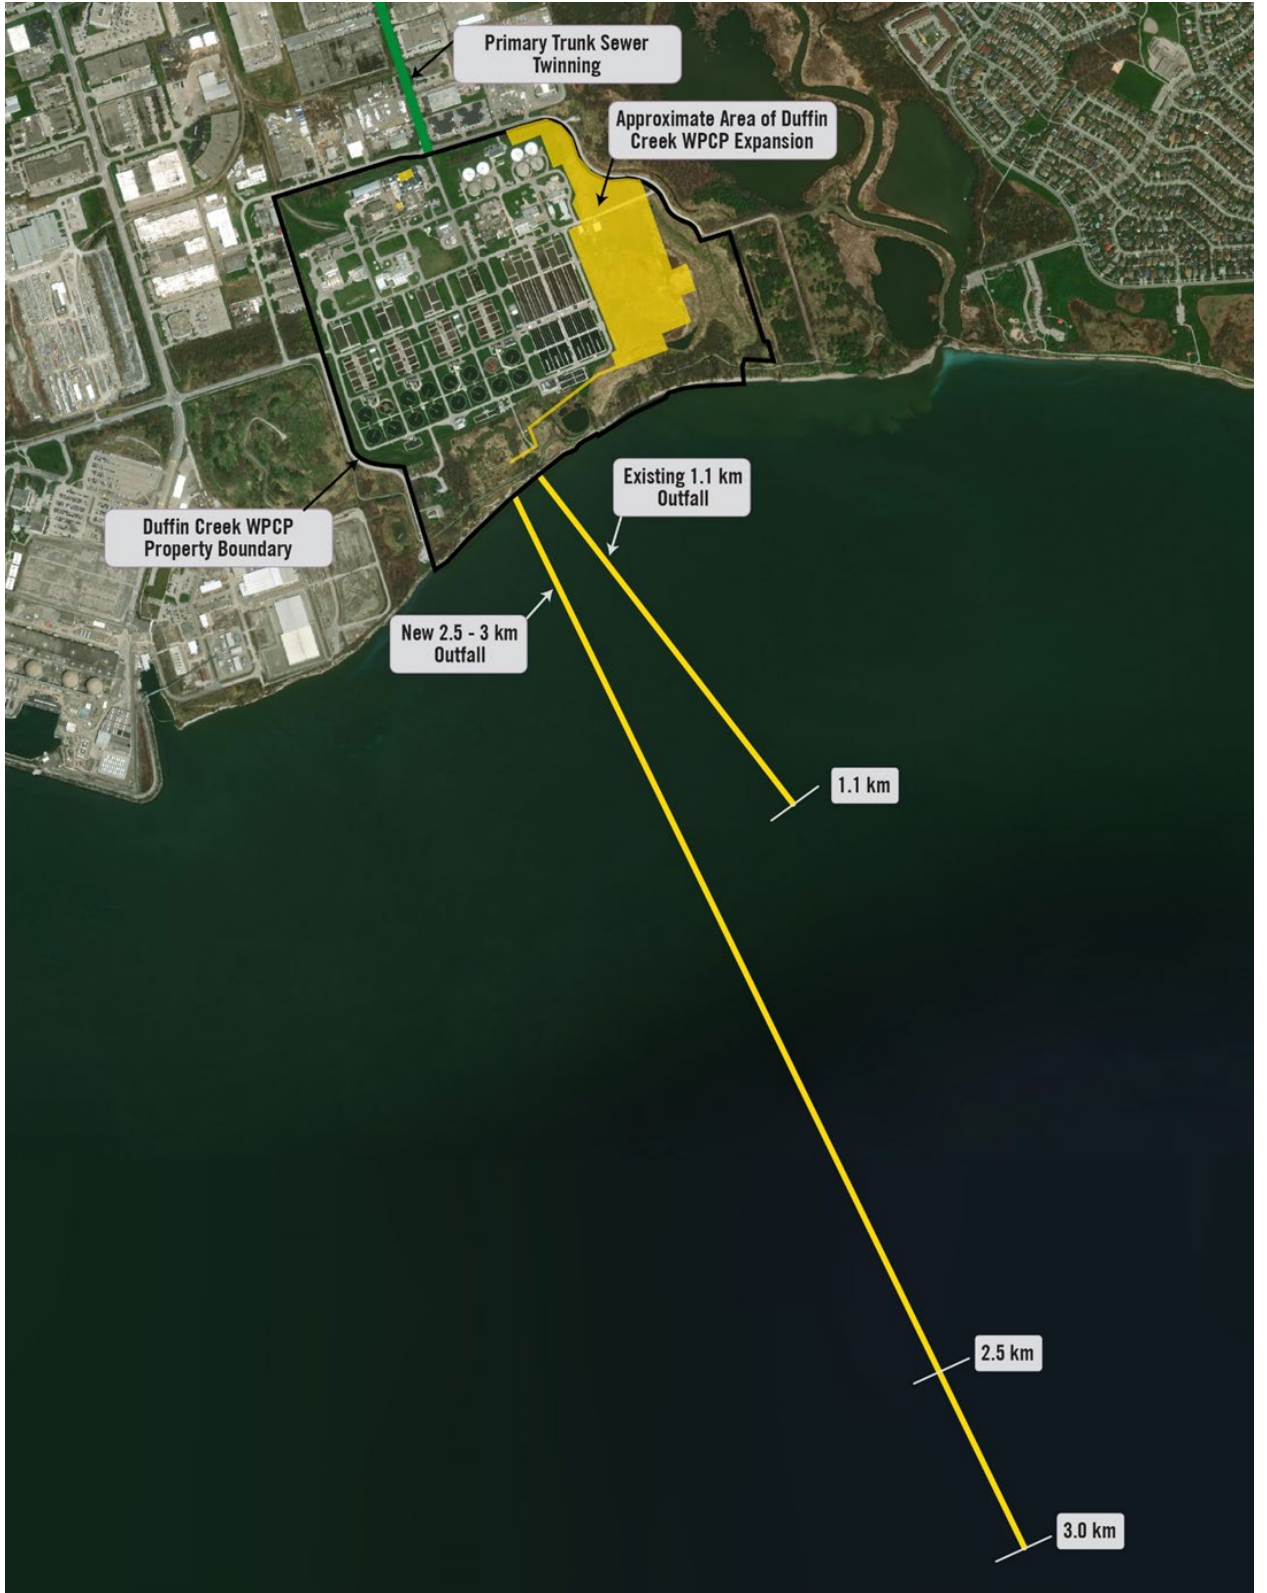 Primary Trunk Sewer
Twinning
Approximate Area of Duffin
Creek WPCP Expansion
Existing 1.1 km
Outfall
Duffin Creek WPCP
Property Boundary
New 2.5 - 3 km
Outfall
1.1 km
2.5 km
3.0 km